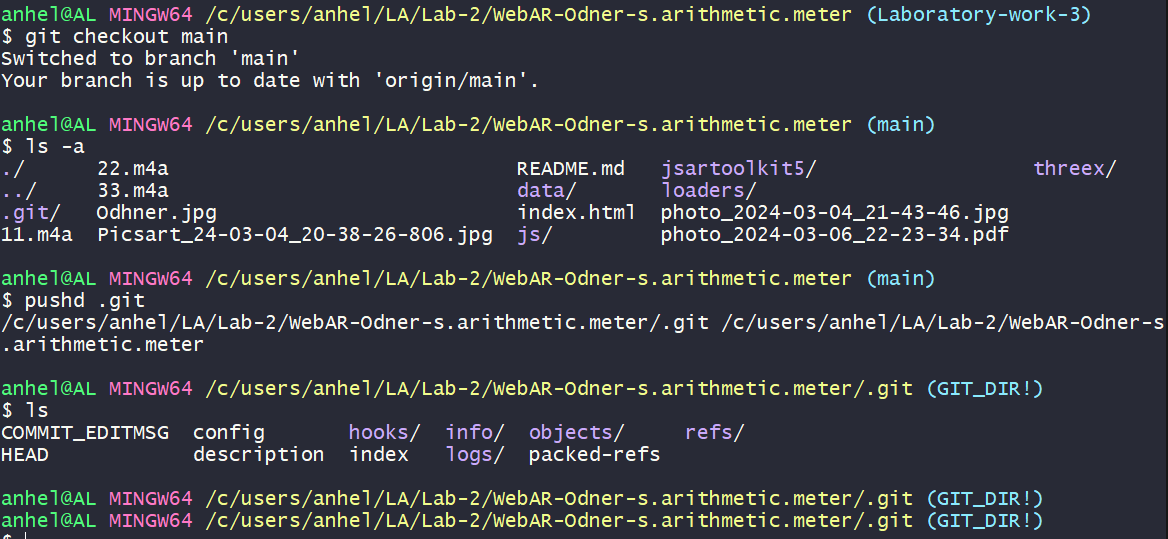 anhel@AL MINGW64 /c/users/anhel/LA/Lab-2/WebAR-Odner-s.arithmetic.meter (Laboratory-work-3)
$ git checkout main
Switched to branch 'main'
Your branch is up to date with 'origin/main'.
anhel@AL MINGW64 /c/users/anhel/LA/Lab-2/WebAR-Odner-s.arithmetic.meter (main)
$ ls -a
./ 22.m4a README.md jsartoolkit5/ threex/
../ 33.m4a data/ loaders/
.git/ Odhner.jpg index.html photo_2024-03-04_21-43-46.jpg
11.m4a Picsart_24-03-04_20-38-26-806.jpg js/ photo_2024-03-06_22-23-34.pdf
anhel@AL MINGW64 /c/users/anhel/LA/Lab-2/WebAR-Odner-s.arithmetic.meter (main)
$ pushd .git
/c/users/anhel/LA/Lab-2/WebAR-Odner-s.arithmetic.meter/.git /c/users/anhel/LA/Lab-2/WebAR-Odner-s
.arithmetic.meter
anhel@AL MINGW64 /c/users/anhel/LA/Lab-2/WebAR-Odner-s.arithmetic.meter/.git (GIT_DIR!)
$ ls
COMMIT_EDITMSG config hooks/ info/ objects/ refs/
HEAD description index logs/ packed-refs
anhel@AL MINGW64 /c/users/anhel/LA/Lab-2/WebAR-Odner-s.arithmetic.meter/.git (GIT_DIR!)
anhel@AL MINGW64 /c/users/anhel/LA/Lab-2/WebAR-Odner-s.arithmetic.meter/.git (GIT_DIR!)
$